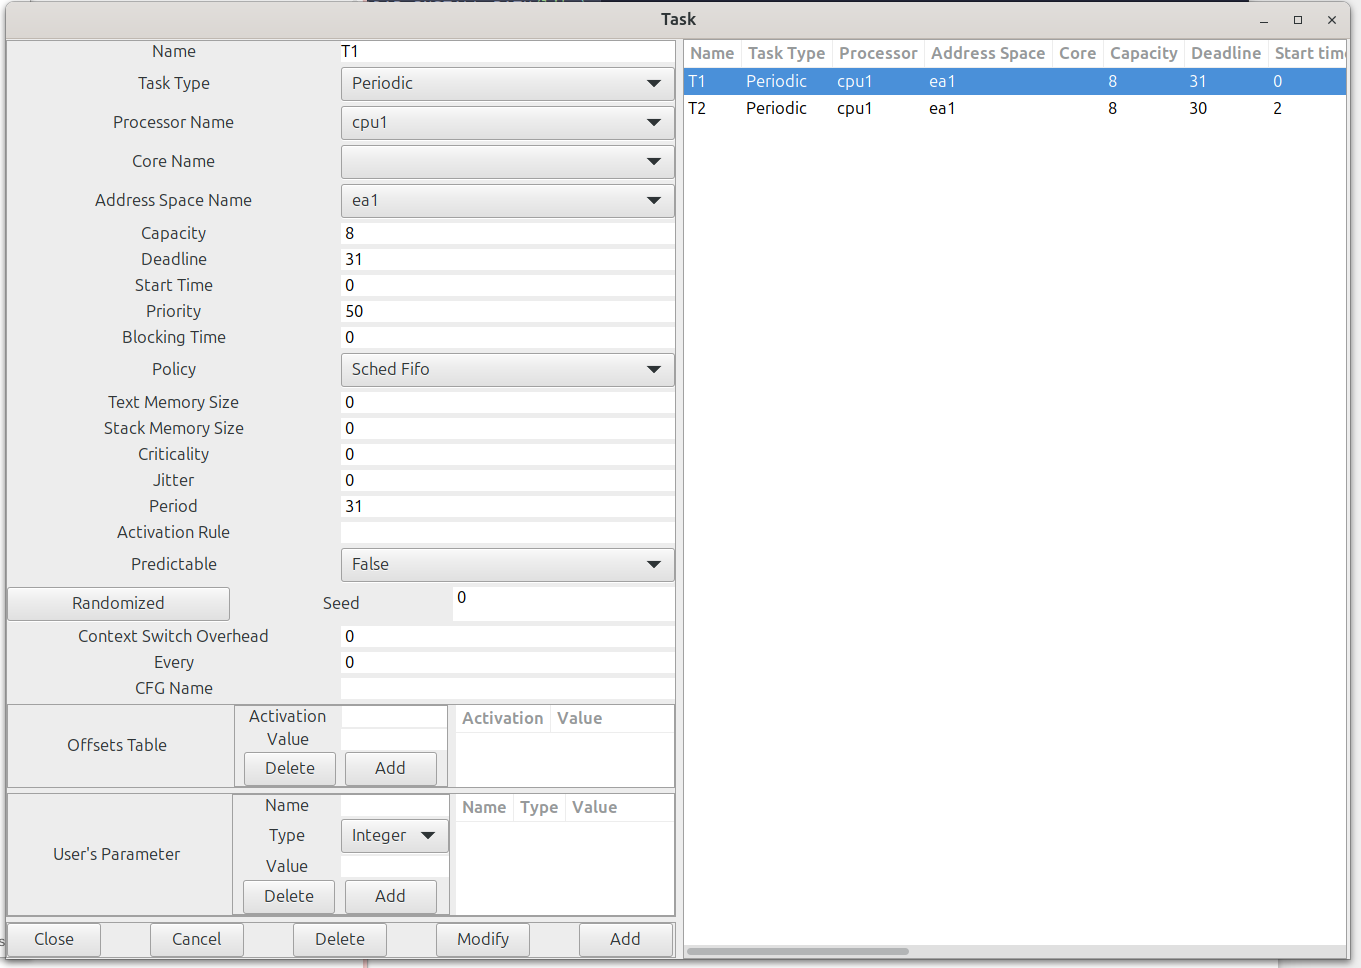 Task
Name T1
Task Type Periodic
Processor Name cpu1
Core Name
Address Space Name ea1
Capacity 8
Deadline 31
Start Time 0
Priority 50
Blocking Time 0
Policy Sched Fifo
Text Memory Size 0
Stack Memory Size 0
Criticality 0
Jitter 0
Period 31
Activation Rule
Predictable False
Randomized Seed 0
Context Switch Overhead 0
Every 0
CFG Name
Offsets Table
Activation
Value
Delete Add
Activation Value
User's Parameter
Name
Type Integer
Value
Delete Add
Name Type Value
Close Cancel Delete Modify Add
Name Task Type Processor Address Space Core Capacity Deadline Start time
T1 Periodic cpu1 ea1 8 31 0
T2 Periodic cpu1 ea1 8 30 2